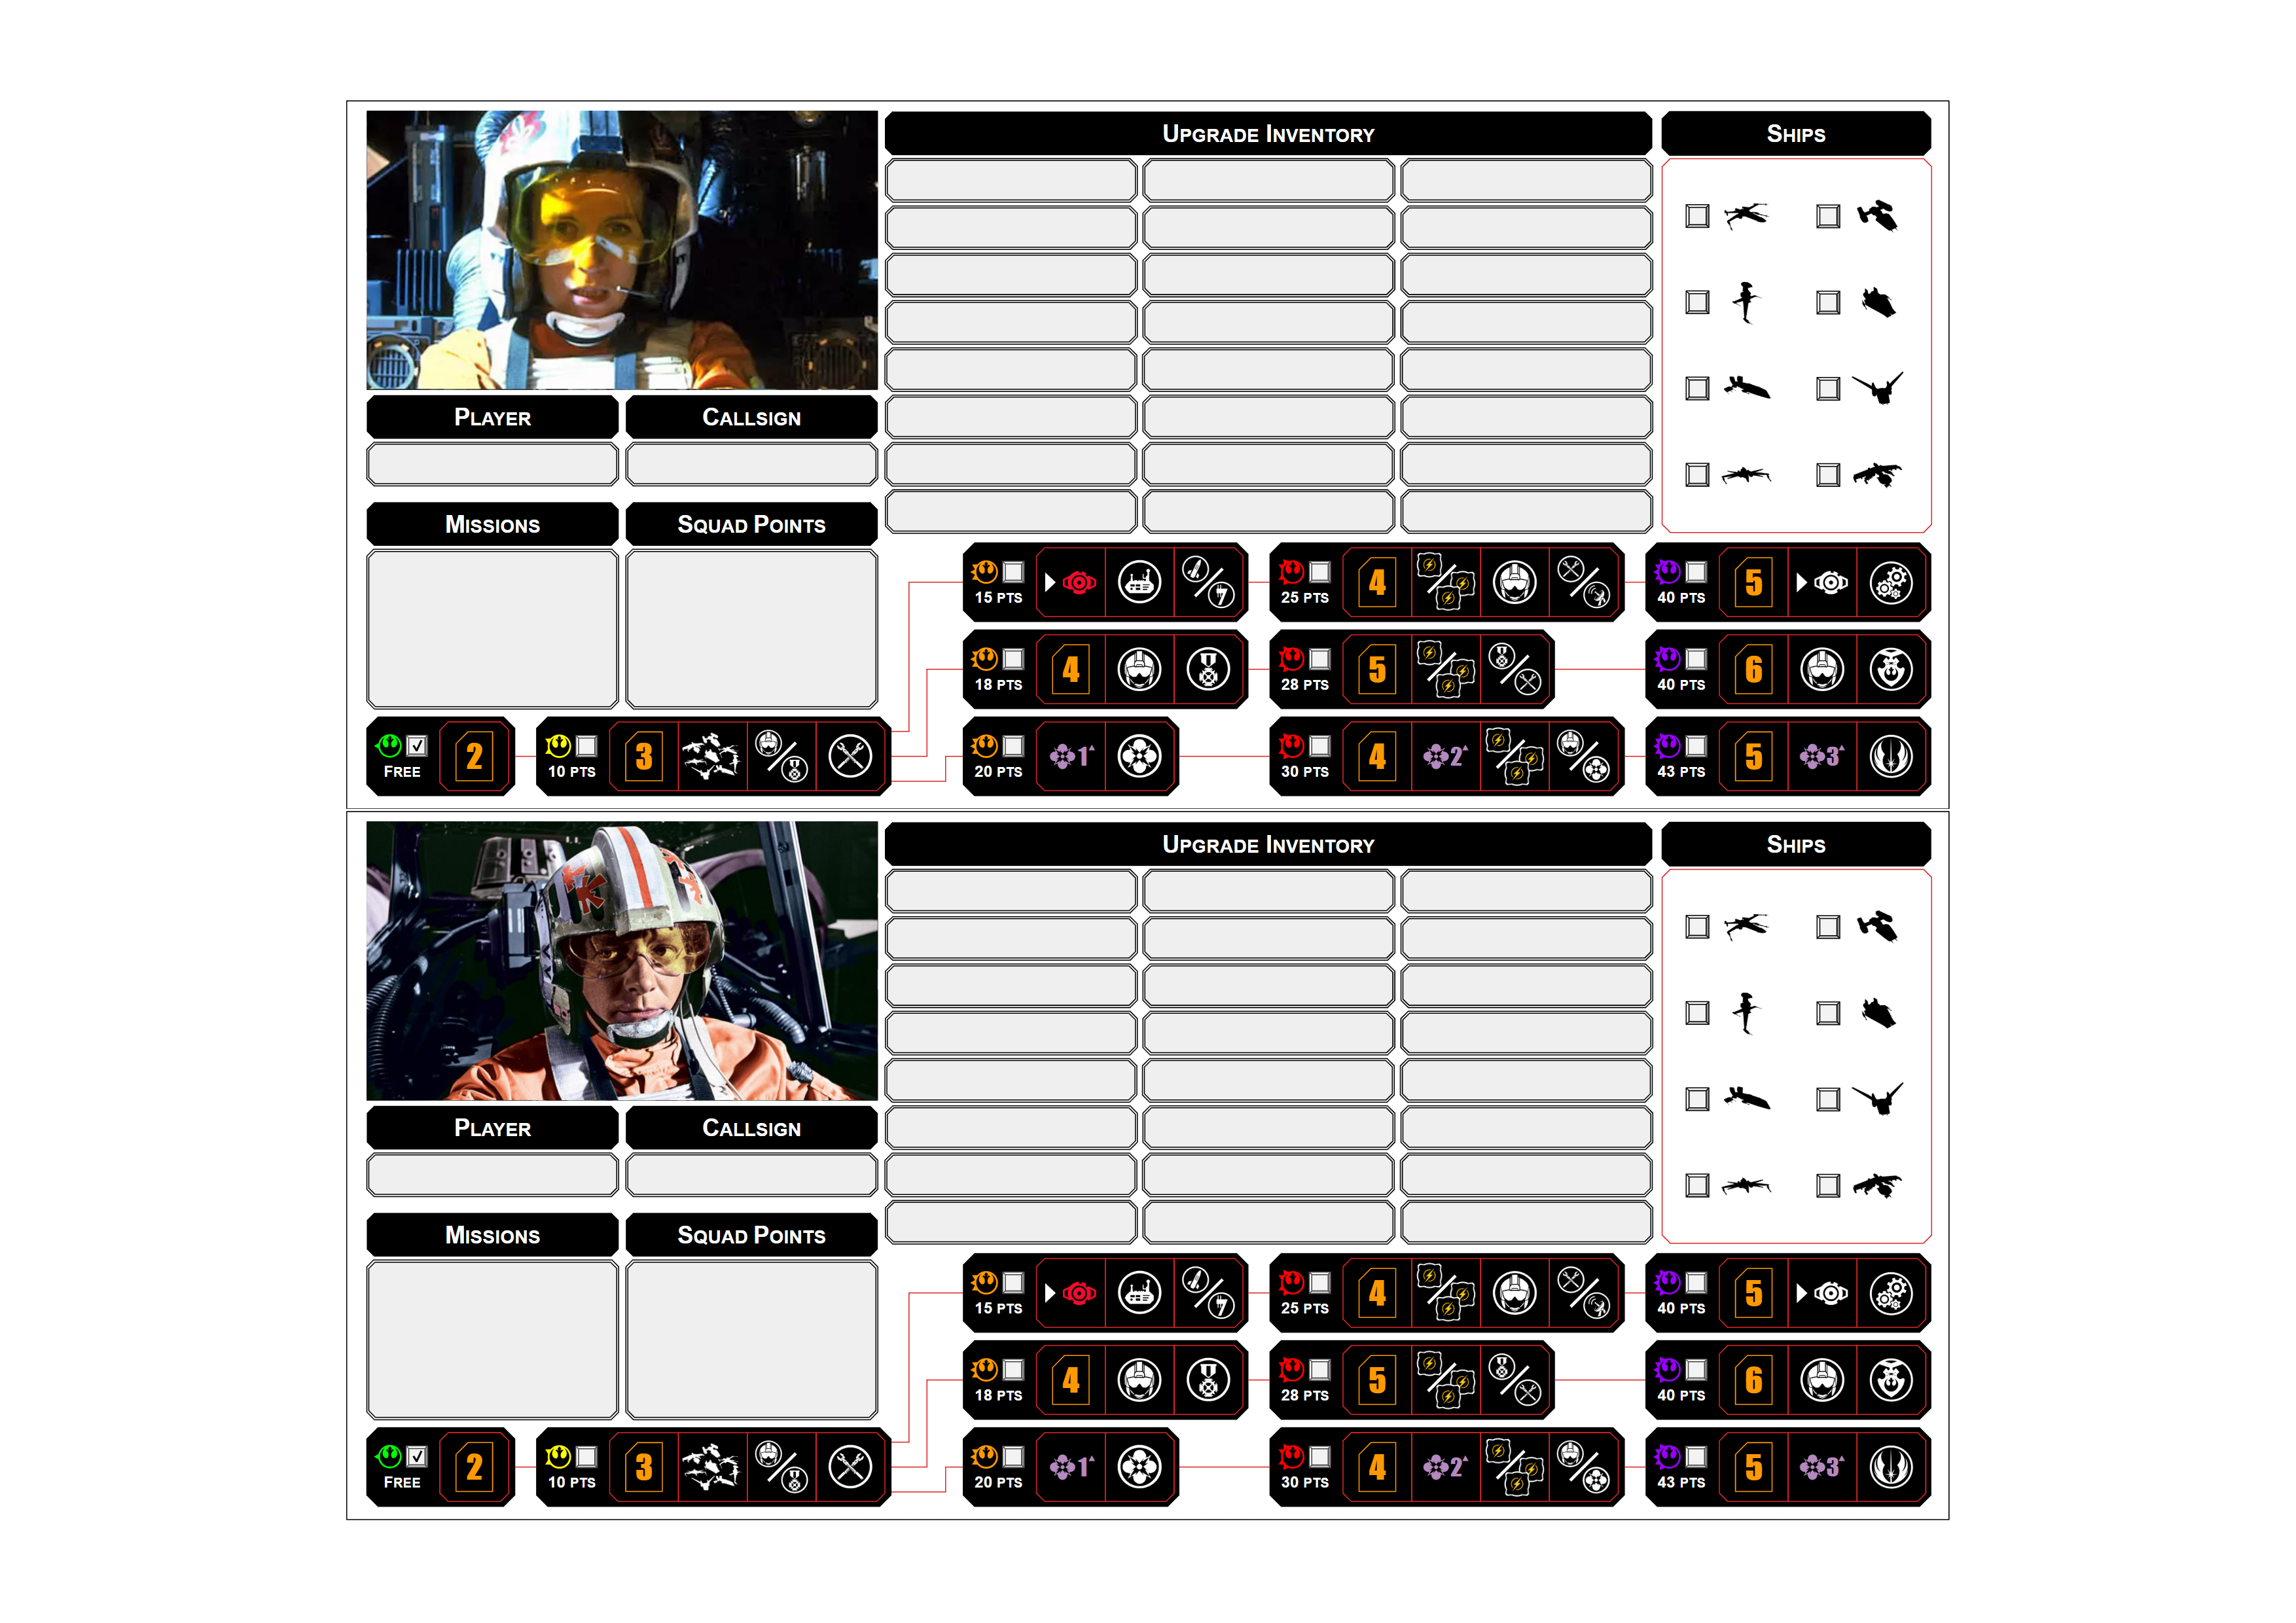 UPGRADE INVENTORY
SHIPS
PLAYER
CALLSIGN
MISSIONS
SQUAD POINTS
15 PTS
7
25 PTS
4
40 PTS
5
18 PTS
4
28 PTS
5
40 PTS
6
FREE
2
10 PTS
3
20 PTS
1
30 PTS
4
2
43 PTS
5
3
UPGRADE INVENTORY
SHIPS
PLAYER
CALLSIGN
MISSIONS
SQUAD POINTS
15 PTS
7
25 PTS
4
40 PTS
5
18 PTS
4
28 PTS
5
40 PTS
6
FREE
2
10 PTS
3
20 PTS
1
30 PTS
4
2
43 PTS
5
3